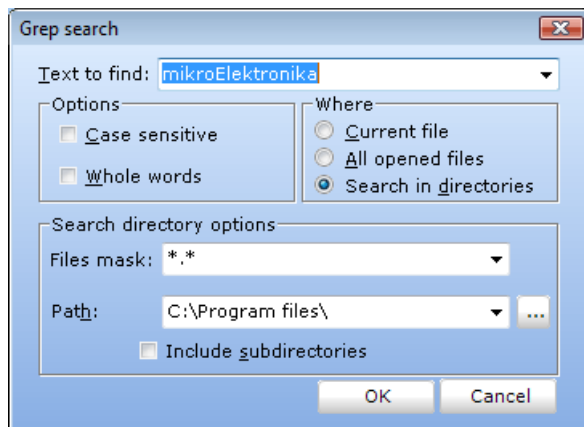 Grep search
Text to find: mikroElektronika
Options
Case sensitive
Whole words
Where
Current file
All opened files
Search in directories
Search directory options
Files mask: *.*
Path: C:\Program files\ ...
Include subdirectories
OK Cancel